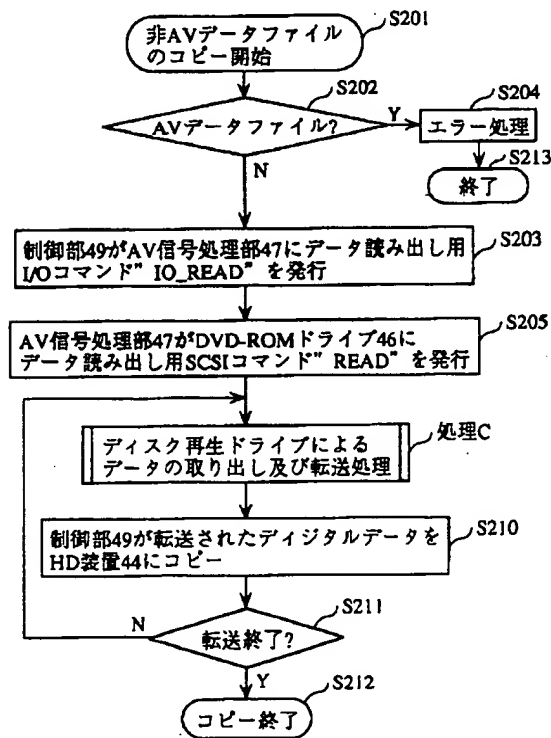 S201
非AVデータファイル
のコピー開始
S202
AVデータファイル?
Y
S204
エラー処理
S213
終了
N
S203
制御部49がAV信号処理部47にデータ読み出し用
I/Oコマンド”IO_READ”を発行
S205
AV信号処理部47がDVD-ROMドライブ46に
データ読み出し用SCSIコマンド”READ”を発行
処理C
ディスク再生ドライブによる
データの取り出し及び転送処理
S210
制御部49が転送されたディジタルデータを
HD装置44にコピー
S211
N
転送終了?
Y
S212
コピー終了